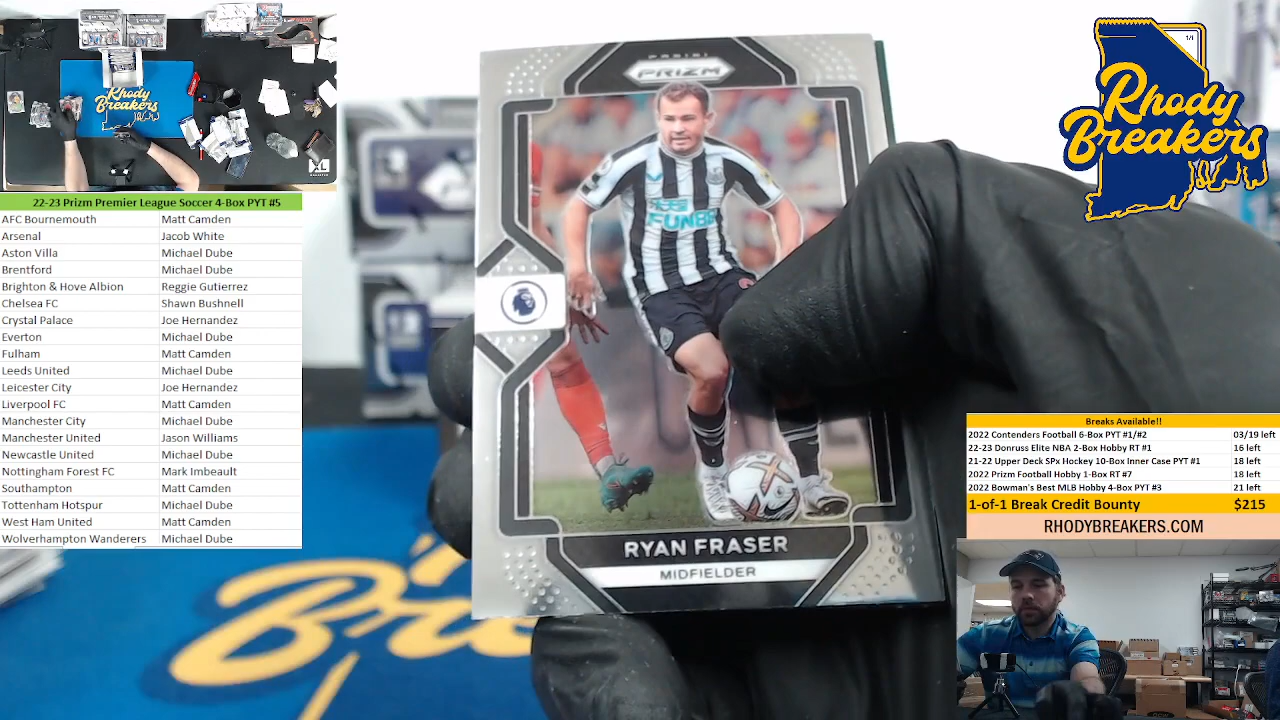 Rhody
Breakers
22-23 Prizm Premier League Soccer 4-Box PYT #5
AFC Bournemouth Matt Camden
Arsenal Jacob White
Aston Villa Michael Dube
Brentford Michael Dube
Brighton & Hove Albion Reggie Gutierrez
Chelsea FC Shawn Bushnell
Crystal Palace Joe Hernandez
Everton Michael Dube
Fulham Matt Camden
Leeds United Michael Dube
Leicester City Joe Hernandez
Liverpool FC Matt Camden
Manchester City Michael Dube
Manchester United Jason Williams
Newcastle United Michael Dube
Nottingham Forest FC Mark Imbeault
Southampton Matt Camden
Tottenham Hotspur Michael Dube
West Ham United Matt Camden
Wolverhampton Wanderers Michael Dube
PANINI
PRIZM
FUN88
RYAN FRASER
MIDFIELDER
1/1
Rhody
Breakers
Breaks Available!!
2022 Contenders Football 6-Box PYT #1/#2 03/19 left
22-23 Donruss Elite NBA 2-Box Hobby RT #1 16 left
21-22 Upper Deck SPx Hockey 10-Box Inner Case PYT #1 18 left
2022 Prizm Football Hobby 1-Box RT #7 18 left
2022 Bowman's Best MLB Hobby 4-Box PYT #3 21 left
1-of-1 Break Credit Bounty $215
RHODYBREAKERS.COM